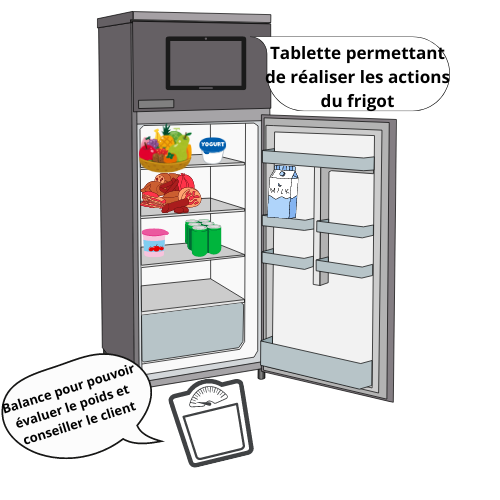 Tablette permettant
de réaliser les actions
du frigot
YOGURT
MILK
Balance pour pouvoir
évaluer le poids et
conseiller le client